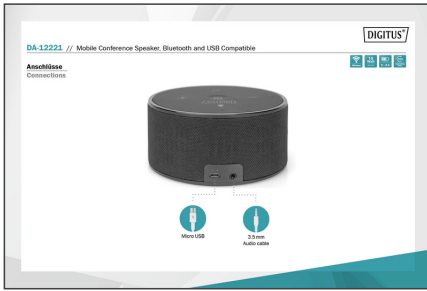 DIGITUS®
DA-12221 // Mobile Conference Speaker, Bluetooth and USB Compatible
Anschlüsse
Connections
Micro USB
3.5 mm
Audio cable